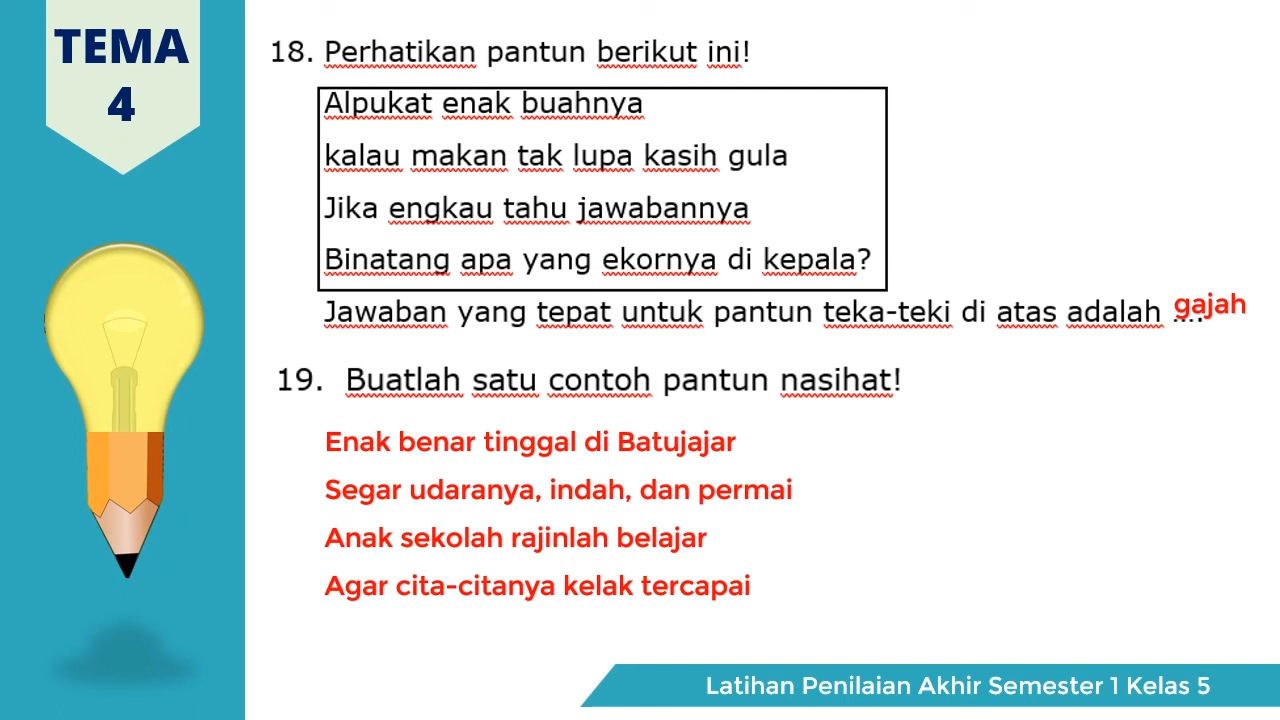 TEMA
4
18. Perhatikan pantun berikut ini!
Alpukat enak buahnya
kalau makan tak lupa kasih gula
Jika engkau tahu jawabannya
Binatang apa yang ekornya di kepala?
Jawaban yang tepat untuk pantun teka-teki di atas adalah .... gajah
19. Buatlah satu contoh pantun nasihat!
Enak benar tinggal di Batujajar
Segar udaranya, indah, dan permai
Anak sekolah rajinlah belajar
Agar cita-citanya kelak tercapai
Latihan Penilaian Akhir Semester 1 Kelas 5